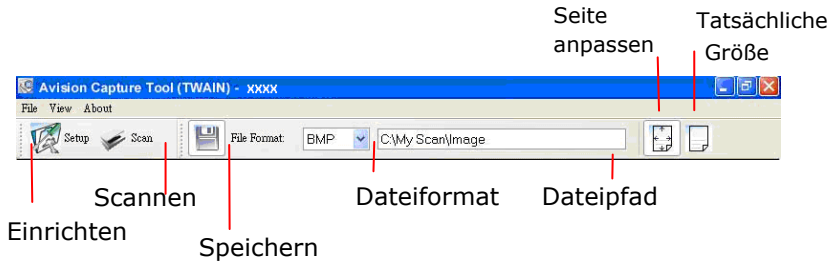 Seite
anpassen
Tatsächliche
Größe
Avision Capture Tool (TWAIN) - xxxx
File View About
Setup Scan File Format: BMP C:\My Scan\Image
Scannen
Dateiformat
Dateipfad
Einrichten
Speichern